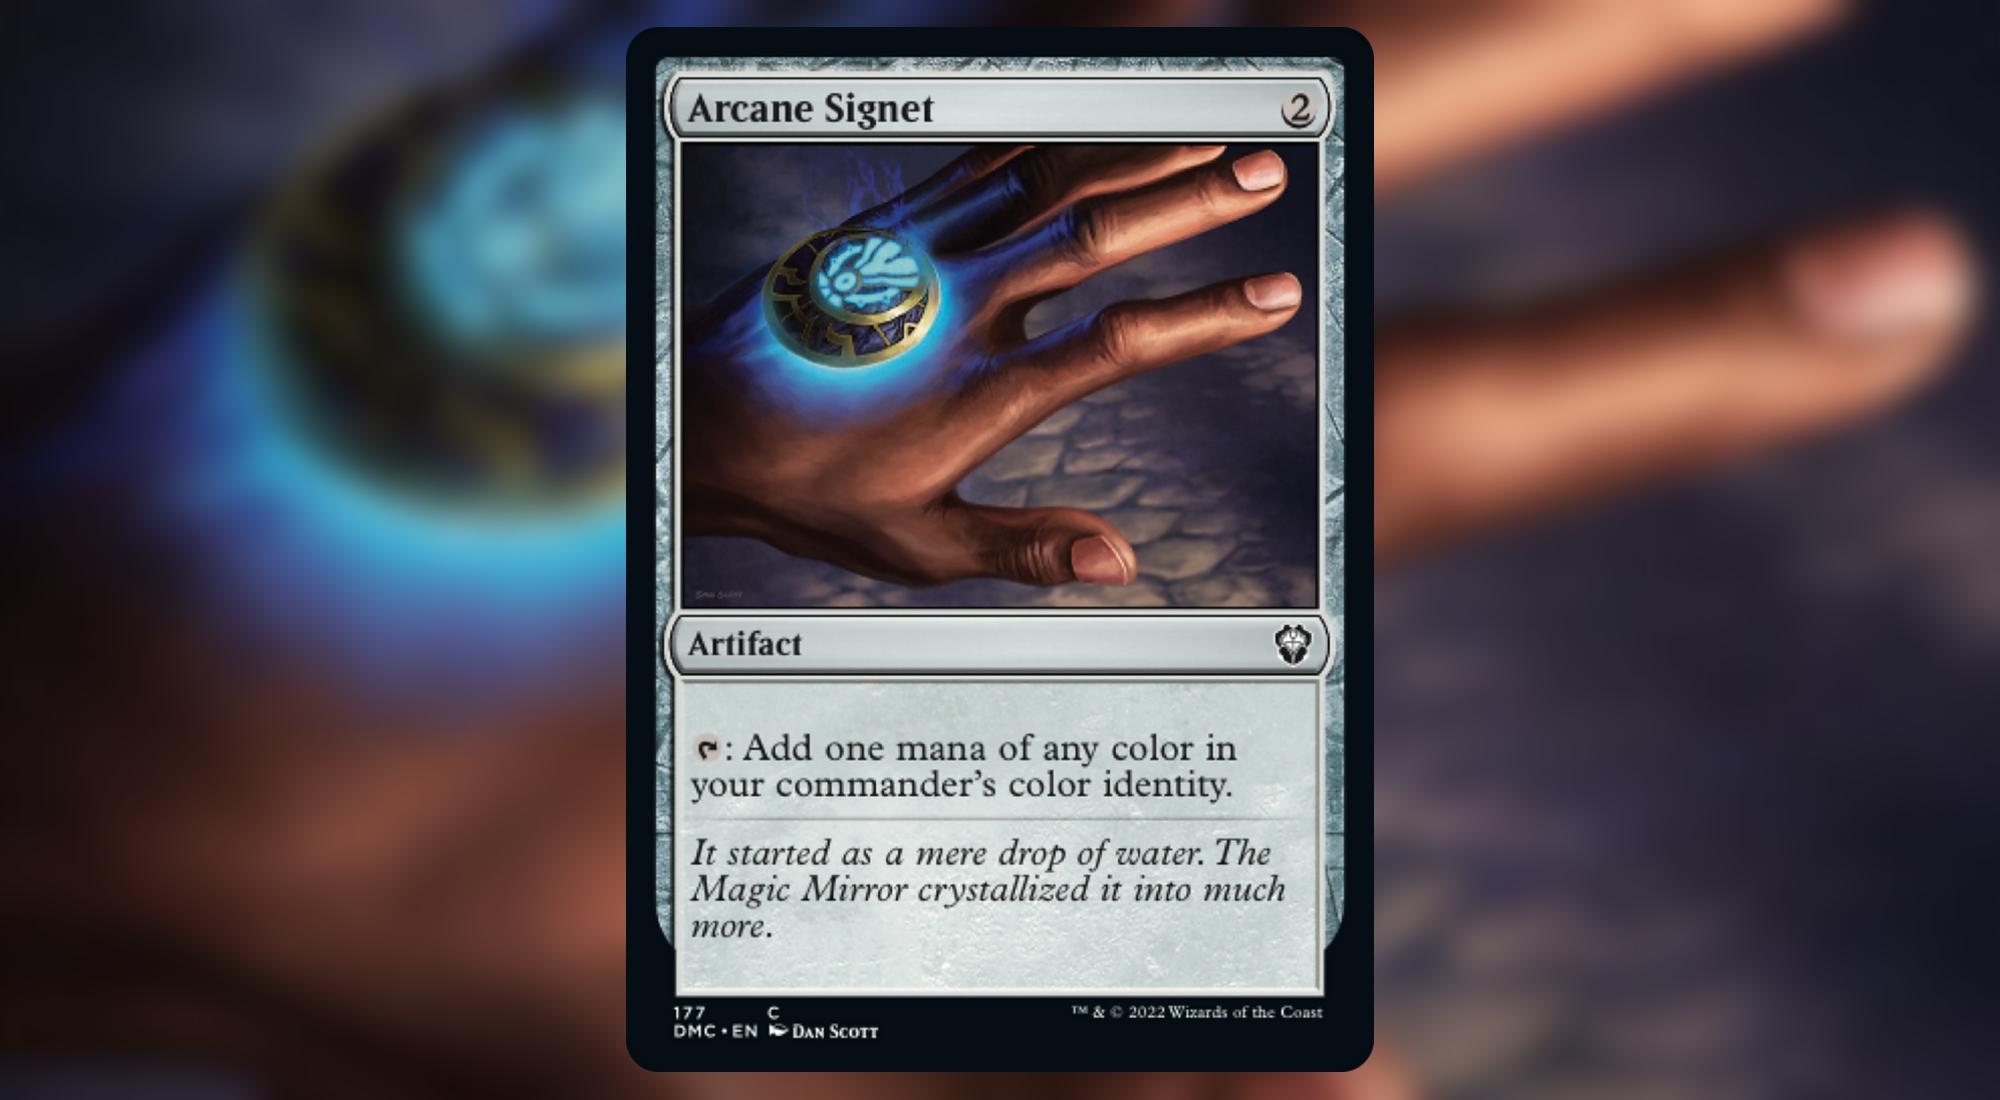 Arcane Signet 2
Artifact
: Add one mana of any color in
your commander's color identity.
It started as a mere drop of water. The
Magic Mirror crystallized it into much
more.
177 C
DMC • EN Dan Scott
™ & © 2022 Wizards of the Coast